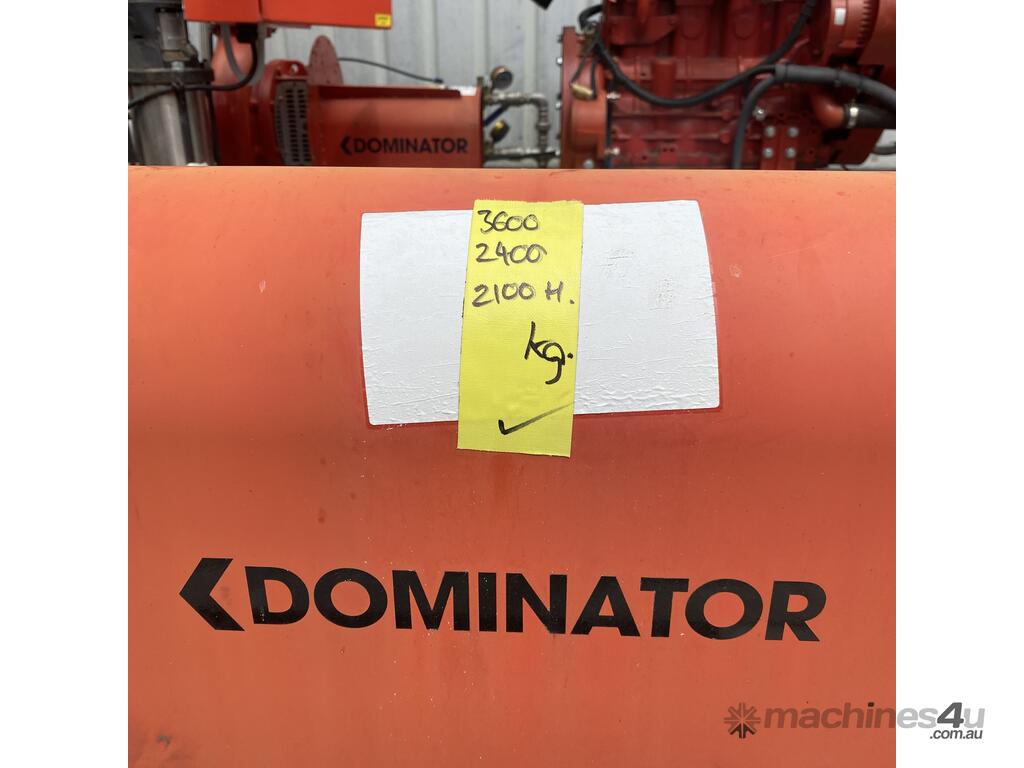 DOMINATOR
3600
2400
2100 H.
kg.
DOMINATOR
machines4u
.com.au